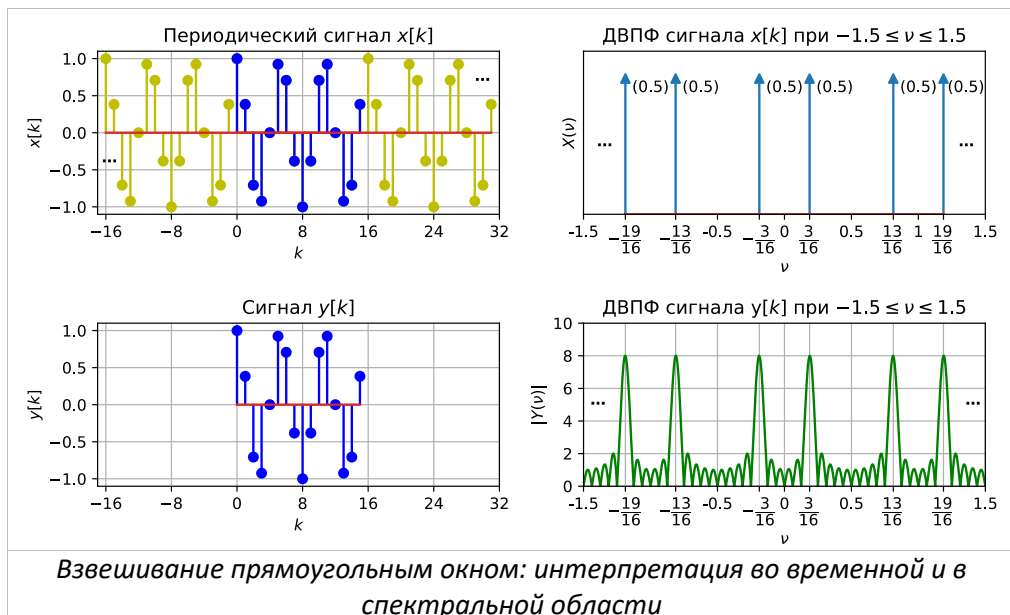 Периодический сигнал x[k]
x[k]
1.0
0.5
0.0
−0.5
−1.0
...
...
−16 −8 0 8 16 24 32
k
ДВПФ сигнала x[k] при −1.5 ≤ ν ≤ 1.5
X(ν)
(0.5) (0.5) (0.5) (0.5) (0.5) (0.5)
... ...
-1.5 −19/16 −13/16 -0.5 −3/16 0 3/16 0.5 13/16 1 19/16 1.5
ν
Сигнал y[k]
y[k]
1.0
0.5
0.0
−0.5
−1.0
−16 −8 0 8 16 24 32
k
ДВПФ сигнала y[k] при −1.5 ≤ ν ≤ 1.5
|Y(ν)|
10
8
6
4
2
0
... ...
-1.5 −19/16 −13/16 -0.5 −3/16 0 3/16 0.5 13/16 19/16 1.5
ν
Взвешивание прямоугольным окном: интерпретация во временной и в
спектральной области